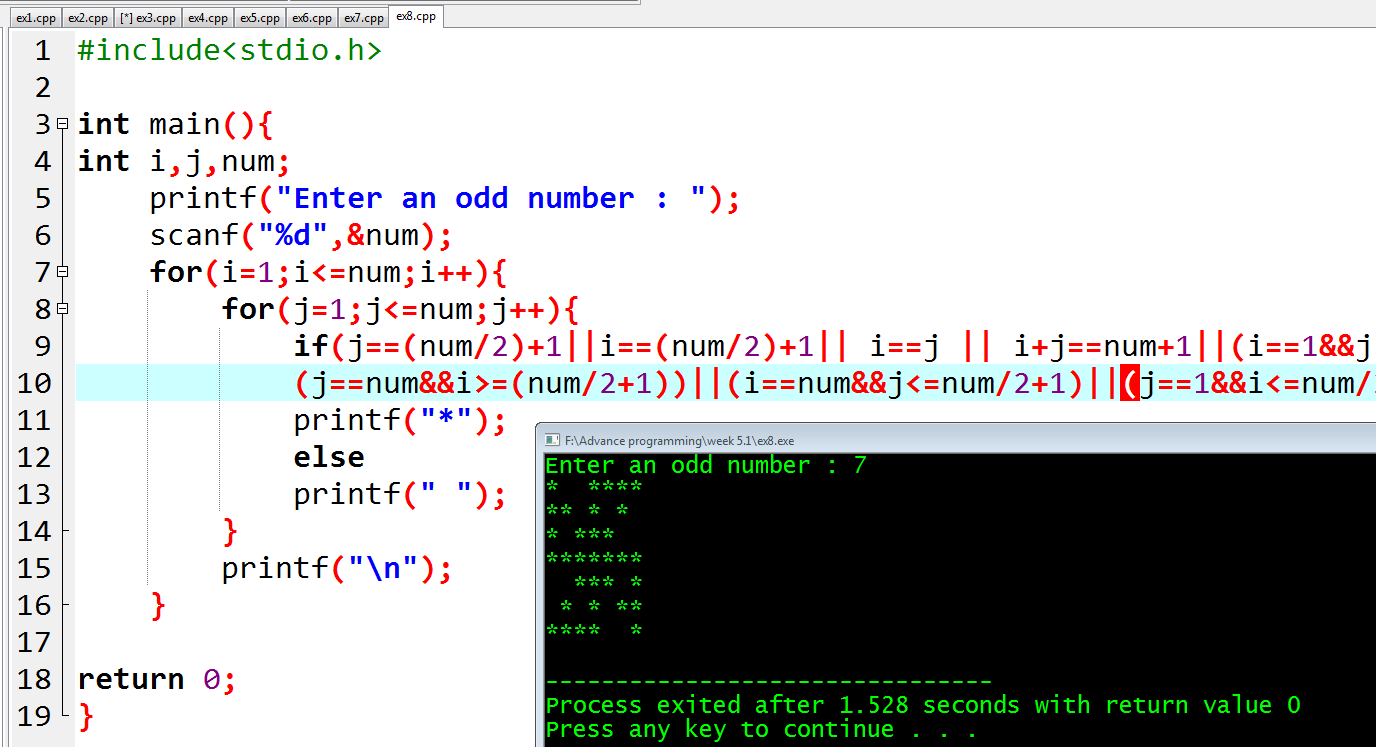 ex1.cpp ex2.cpp [*] ex3.cpp ex4.cpp ex5.cpp ex6.cpp ex7.cpp ex8.cpp
1 #include<stdio.h>
2
3 int main(){
4 int i,j,num;
5 printf("Enter an odd number : ");
6 scanf("%d",&num);
7 for(i=1;i<=num;i++){
8 for(j=1;j<=num;j++){
9 if(j==(num/2)+1||i==(num/2)+1|| i==j || i+j==num+1||(i==1&&j
10 (j==num&&i>=(num/2+1))||(i==num&&j<=num/2+1)||(j==1&&i<=num/
11 printf("*");
12 else
13 printf(" ");
14 }
15 printf("\n");
16 }
17
18 return 0;
19 }
F:\Advance programming\week 5.1\ex8.exe
Enter an odd number : 7
*  ****
** * *
* ***
*******
  *** *
 * * **
****  *
--------------------------------
Process exited after 1.528 seconds with return value 0
Press any key to continue . . .